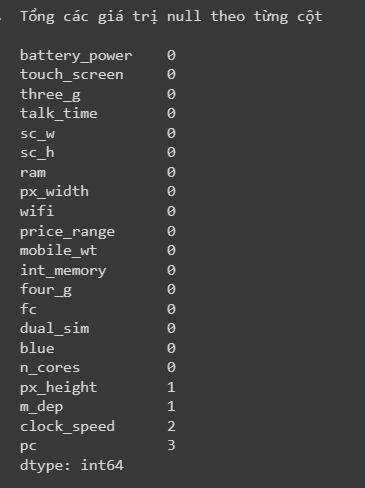 Tổng các giá trị null theo từng cột
battery_power 0
touch_screen 0
three_g 0
talk_time 0
sc_w 0
sc_h 0
ram 0
px_width 0
wifi 0
price_range 0
mobile_wt 0
int_memory 0
four_g 0
fc 0
dual_sim 0
blue 0
n_cores 0
px_height 1
m_dep 1
clock_speed 2
pc 3
dtype: int64